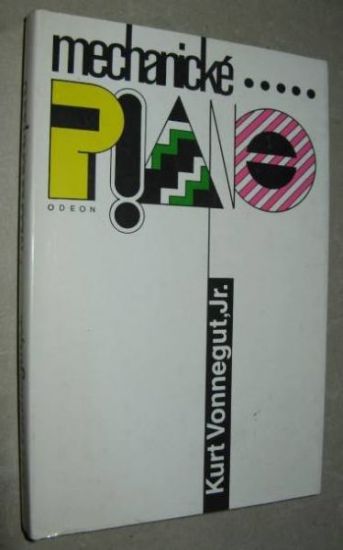 mechanické .....
PIANO
ODEON
Kurt Vonnegut, Jr.